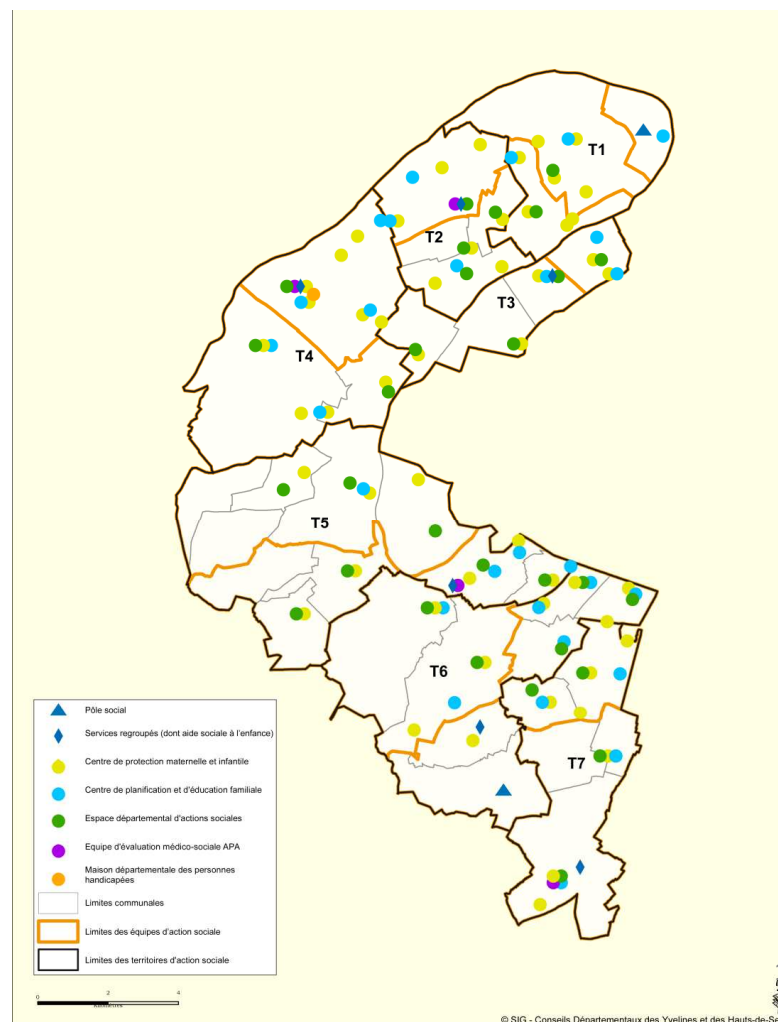 T1
T2
T3
T4
T5
T6
T7
Pôle social
Services regroupés (dont aide sociale à l'enfance)
Centre de protection maternelle et infantile
Centre de planification et d'éducation familiale
Espace départemental d'actions sociales
Equipe d'évaluation médico-sociale APA
Maison départementale des personnes
handicapées
Limites communales
Limites des équipes d'action sociale
Limites des territoires d'action sociale
0 2 4
Kilomètres
© SIG - Conseils Départementaux des Yvelines et des Hauts-de-Se